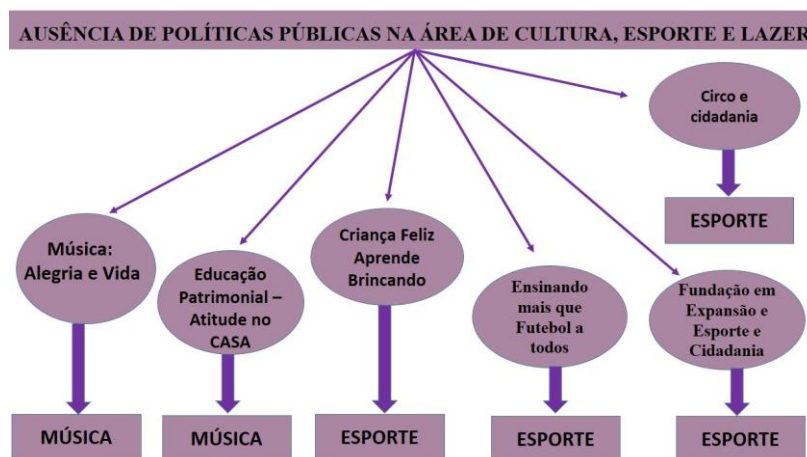 AUSÊNCIA DE POLÍTICAS PÚBLICAS NA ÁREA DE CULTURA, ESPORTE E LAZER
Circo e
cidadania
ESPORTE
Música:
Alegria e Vida
Educação
Patrimonial –
Atitude no
CASA
Criança Feliz
Aprende
Brincando
Ensinando
mais que
Futebol a
todos
Fundação em
Expansão e
Esporte e
Cidadania
MÚSICA
MÚSICA
ESPORTE
ESPORTE
ESPORTE